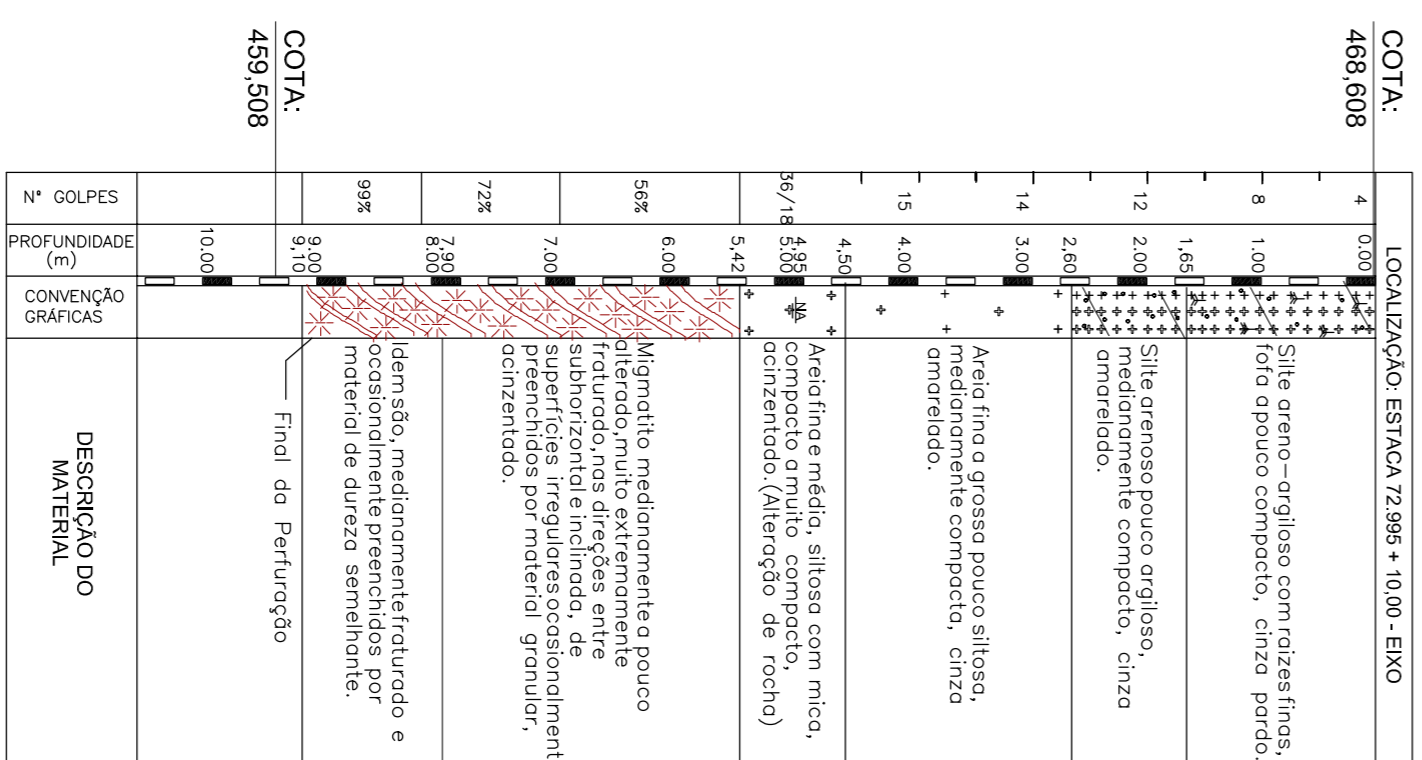 COTA:
468,608
COTA:
459,508
LOCALIZAÇÃO: ESTACA 72.995 + 10,00 - EIXO
N° GOLPES
4
8
12
14
15
36/18
56%
72%
99%
PROFUNDIDADE
(m)
0.00
1.00
1,65
2.00
2,60
3.00
4.00
4,50
4,95
5.00
5,42
6.00
7.00
7,90
8.00
9.00
9,10
10.00
CONVENÇÃO
GRÁFICAS
NA
DESCRIÇÃO DO
MATERIAL
Silte areno-argiloso com raizes finas,
fofa a pouco compacto, cinza pardo.
Silte arenoso pouco argiloso,
medianamente compacto, cinza
amarelado.
Areia fina a grossa pouco siltosa,
medianamente compacta, cinza
amarelado.
Areia fina e média, siltosa com mica,
compacto a muito compacto,
acinzentado. (Alteração de rocha)
Migmatito medianamente a pouco
alterado, muito extremamente
fraturado, nas direções entre
subhorizontal e inclinada, de
superfícies irregulares ocasionalment
preenchidos por material granular,
acinzentado.
Idem são, medianamente fraturado e
ocasionalmente preenchidos por
material de dureza semelhante.
Final da Perfuração